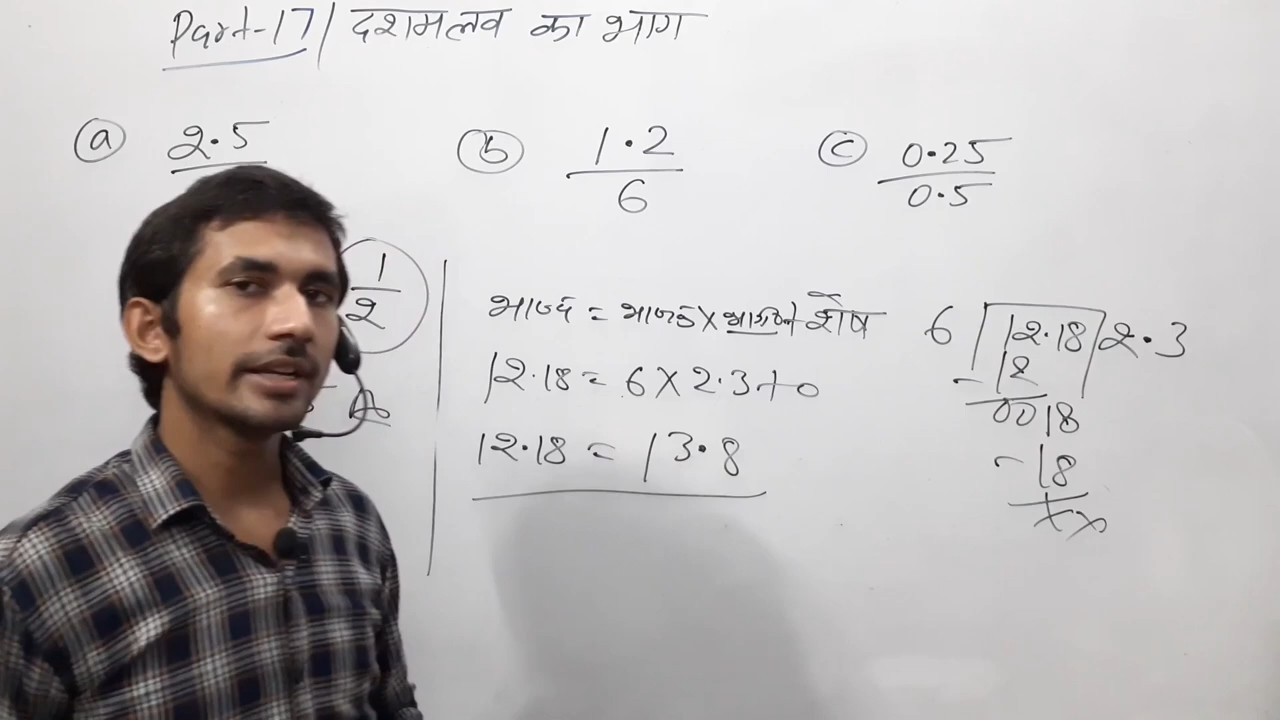 Part-17 | दशमलव का भाग
(a) 2.5
(b) 1.2 / 6
(c) 0.25 / 0.5
1 / 2
भाज्य = भाजक × भागफल + शेष
12.18 = 6 × 2.3 + 0
12.18 = 13.8
6 12.18 2.3
- 12
0018
- 18
××